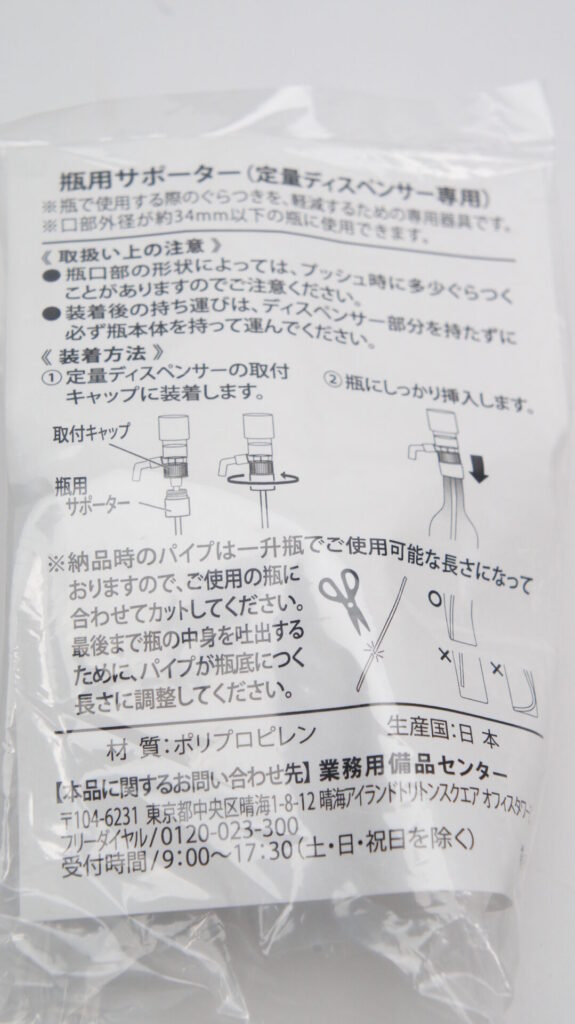 瓶用サポーター(定量ディスペンサー専用)
※瓶で使用する際のぐらつきを、軽減するための専用器具です。
※口部外径が約34mm以下の瓶に使用できます。
《 取扱い上の注意 》
● 瓶口部の形状によっては、プッシュ時に多少ぐらつく
ことがありますのでご注意ください。
● 装着後の持ち運びは、ディスペンサー部分を持たずに
必ず瓶本体を持って運んでください。
《 装着方法 》
① 定量ディスペンサーの取付
キャップに装着します。
② 瓶にしっかり挿入します。
取付キャップ
瓶用
サポーター
※納品時のパイプは一升瓶でご使用可能な長さになって
おりますので、ご使用の瓶に
合わせてカットしてください。
最後まで瓶の中身を吐出する
ために、パイプが瓶底につく
長さに調整してください。
材 質:ポリプロピレン
生産国:日 本
【本品に関するお問い合わせ先】 業務用備品センター
〒104-6231 東京都中央区晴海1-8-12 晴海アイランドトリトンスクエア オフィスタワー
フリーダイヤル/0120-023-300
受付時間/9:00〜17:30(土・日・祝日を除く)